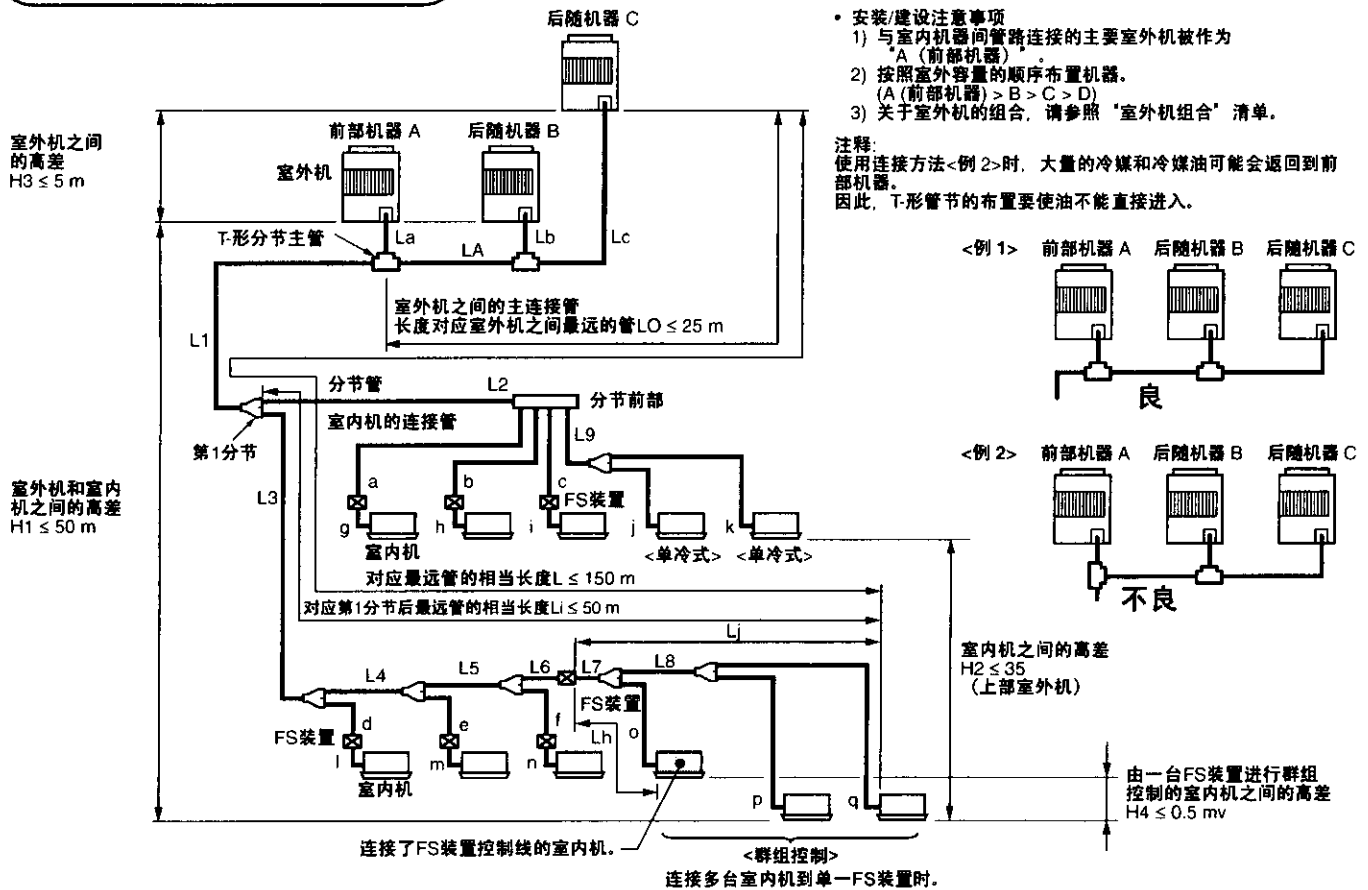 后随机器 C
• 安装/建设注意事项
1) 与室内机器间管路连接的主要室外机被作为
"A（前部机器）"。
2) 按照室外容量的顺序布置机器。
(A (前部机器) > B > C > D)
3) 关于室外机的组合，请参照"室外机组合"清单。
注释:
使用连接方法<例 2>时，大量的冷媒和冷媒油可能会返回到前
部机器。
因此，T-形管节的布置要使油不能直接进入。
室外机之间
的高差
H3 ≤ 5 m
前部机器 A
后随机器 B
室外机
T-形分节主管
La
LA
Lb
Lc
室外机之间的主连接管
长度对应室外机之间最远的管LO ≤ 25 m
L1
<例 1>
前部机器 A
后随机器 B
后随机器 C
良
分节管
L2
分节前部
室内机的连接管
第1分节
L9
L3
室外机和室内
机之间的高差
H1 ≤ 50 m
a
b
c
FS装置
g
h
i
j
k
室内机
<单冷式>
<单冷式>
<例 2>
前部机器 A
后随机器 B
后随机器 C
不良
对应最远管的相当长度L ≤ 150 m
对应第1分节后最远管的相当长度Li ≤ 50 m
Lj
室内机之间的高差
H2 ≤ 35
（上部室外机）
L4
L5
L6
L7
L8
FS装置
d
e
f
FS装置
Lh
o
l
m
n
室内机
p
q
由一台FS装置进行群组
控制的室内机之间的高差
H4 ≤ 0.5 mv
连接了FS装置控制线的室内机。
<群组控制>
连接多台室内机到单一FS装置时。